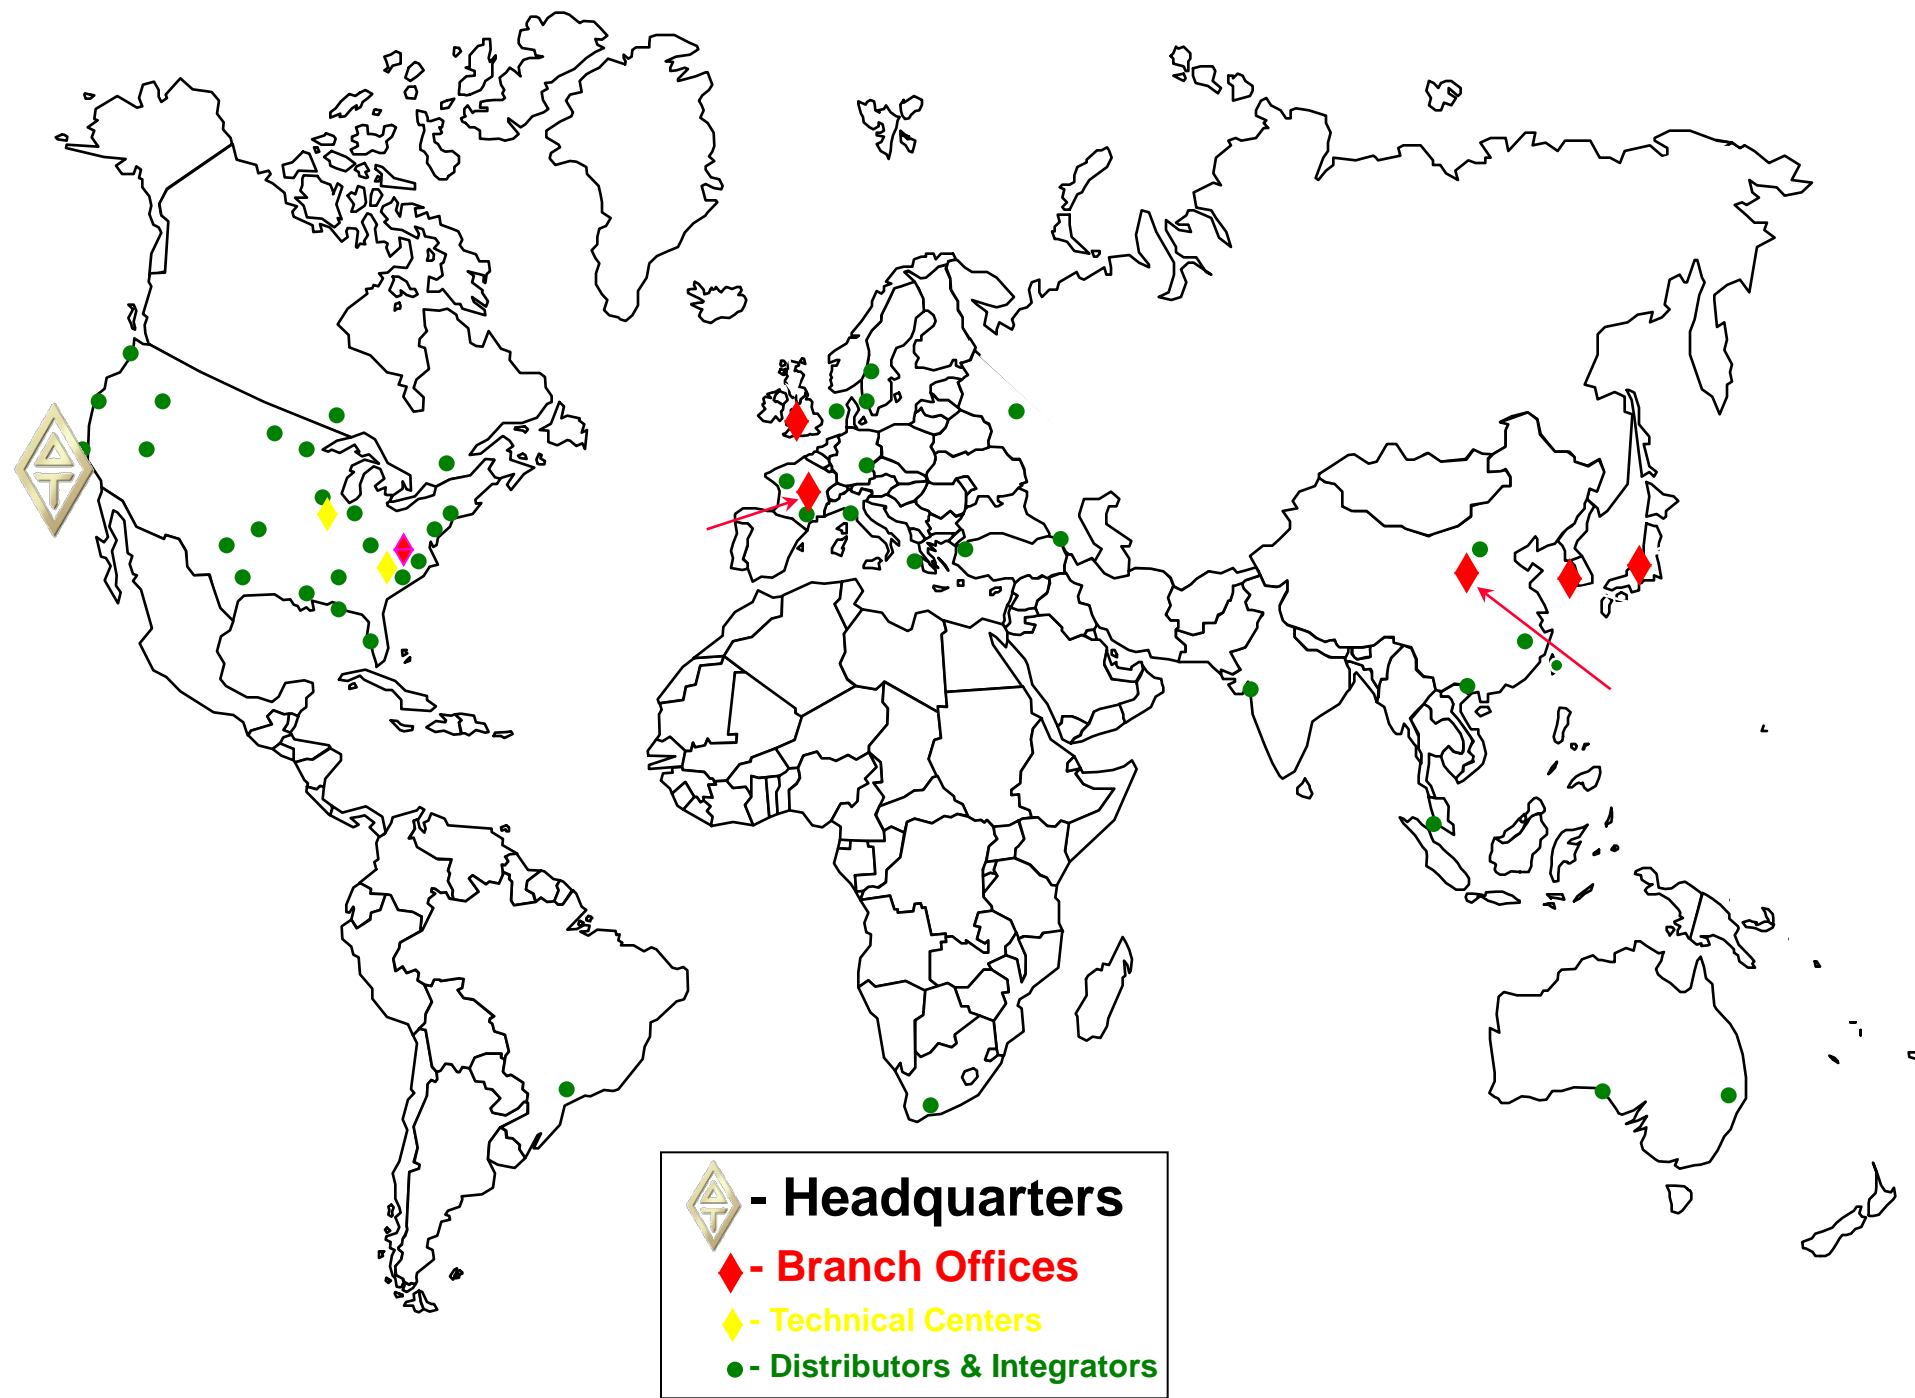 - Headquarters
- Branch Offices
- Technical Centers
- Distributors & Integrators